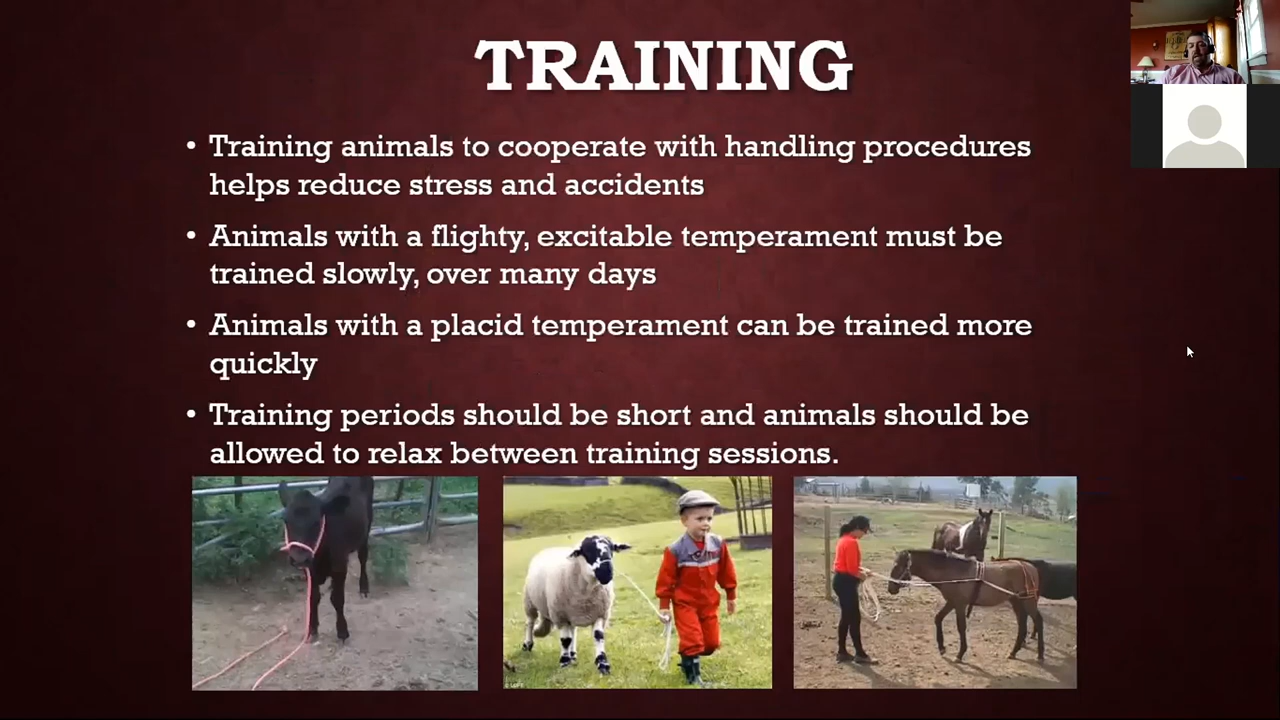 TRAINING
• Training animals to cooperate with handling procedures
helps reduce stress and accidents
• Animals with a flighty, excitable temperament must be
trained slowly, over many days
• Animals with a placid temperament can be trained more
quickly
• Training periods should be short and animals should be
allowed to relax between training sessions.